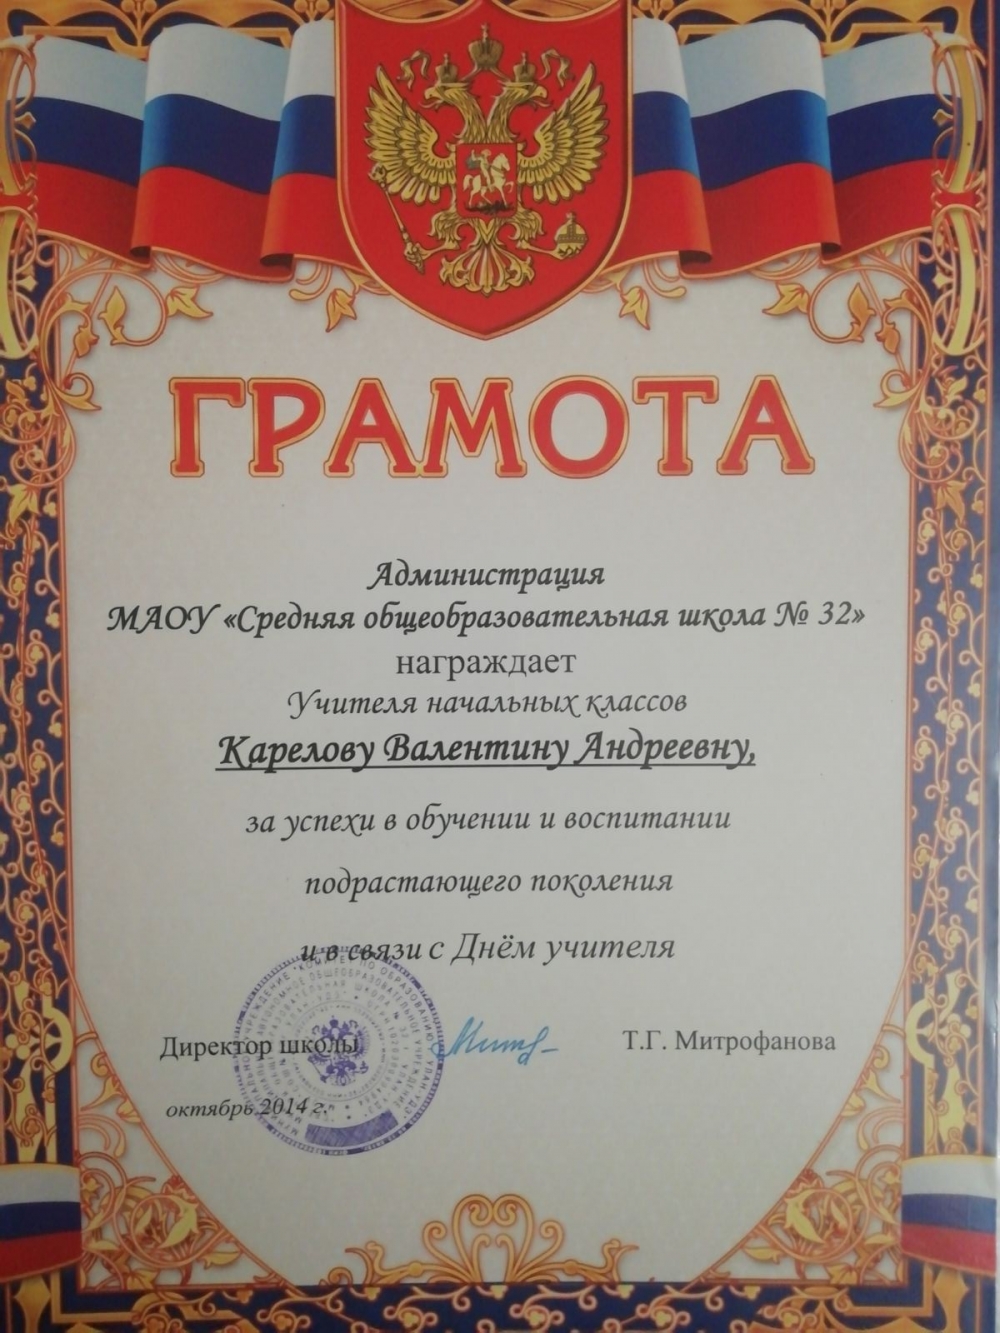 ГРАМОТА
Администрация
МАОУ «Средняя общеобразовательная школа № 32»
награждает
Учителя начальных классов
Карелову Валентину Андреевну,
за успехи в обучении и воспитании
подрастающего поколения
и в связи с Днём учителя
Директор школы Т.Г. Митрофанова
октябрь 2014 г.